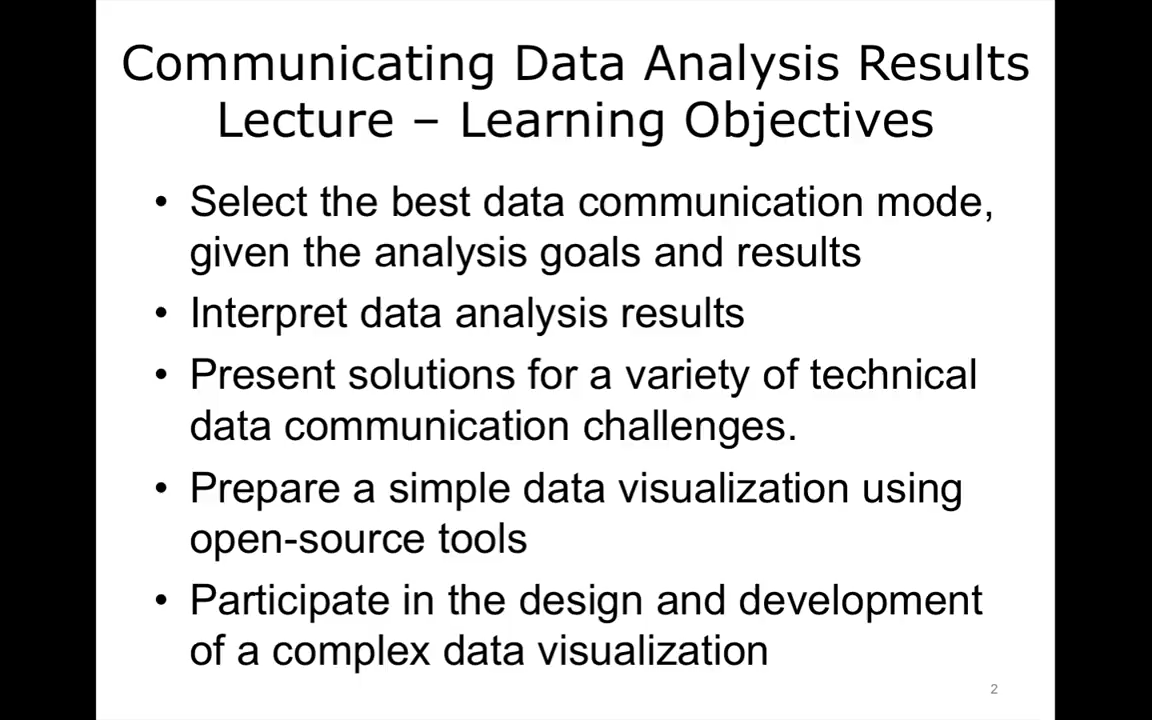 Communicating Data Analysis Results
Lecture – Learning Objectives
• Select the best data communication mode,
given the analysis goals and results
• Interpret data analysis results
• Present solutions for a variety of technical
data communication challenges.
• Prepare a simple data visualization using
open-source tools
• Participate in the design and development
of a complex data visualization
2